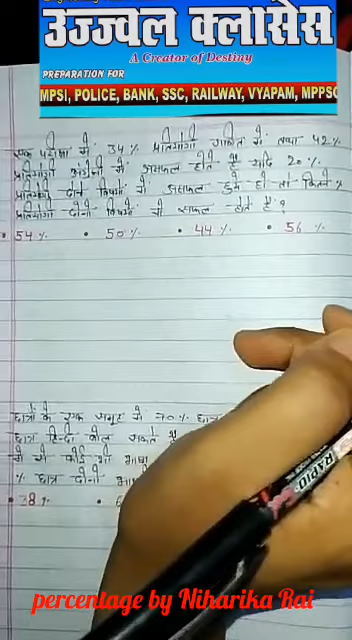 उज्ज्वल क्लासेस
A Creator of Destiny
PREPARATION FOR
MPSI, POLICE, BANK, SSC, RAILWAY, VYAPAM, MPPSC
एक परीक्षा में 34% प्रतियोगी गणित में तथा 42%
प्रतियोगी अंग्रेजी में असफल होते है यदि 20%
प्रतियोगी दोनों विषयों में असफल हुये हो तो कितने %
प्रतियोगी दोनों विषयों में सफल होते है?
• 54% • 50% • 44% • 56%
छात्रों के एक समूह में 70% छात्र
छात्र हिन्दी बोल सकते है
में से कोई भी भाषा
% छात्र दोनों
• 38% •
RAPID
percentage by Niharika Rai